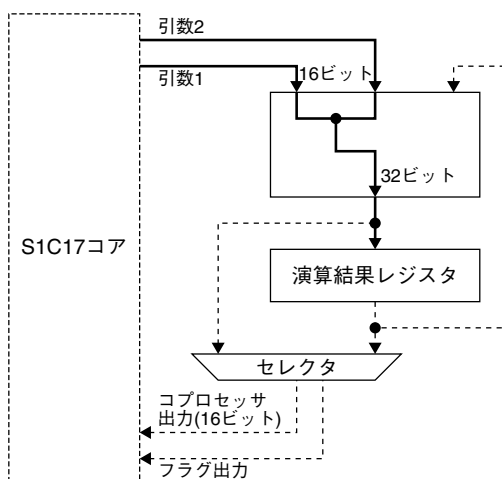 引数2
引数1
16ビット
32ビット
S1C17コア
演算結果レジスタ
セレクタ
コプロセッサ
出力(16ビット)
フラグ出力